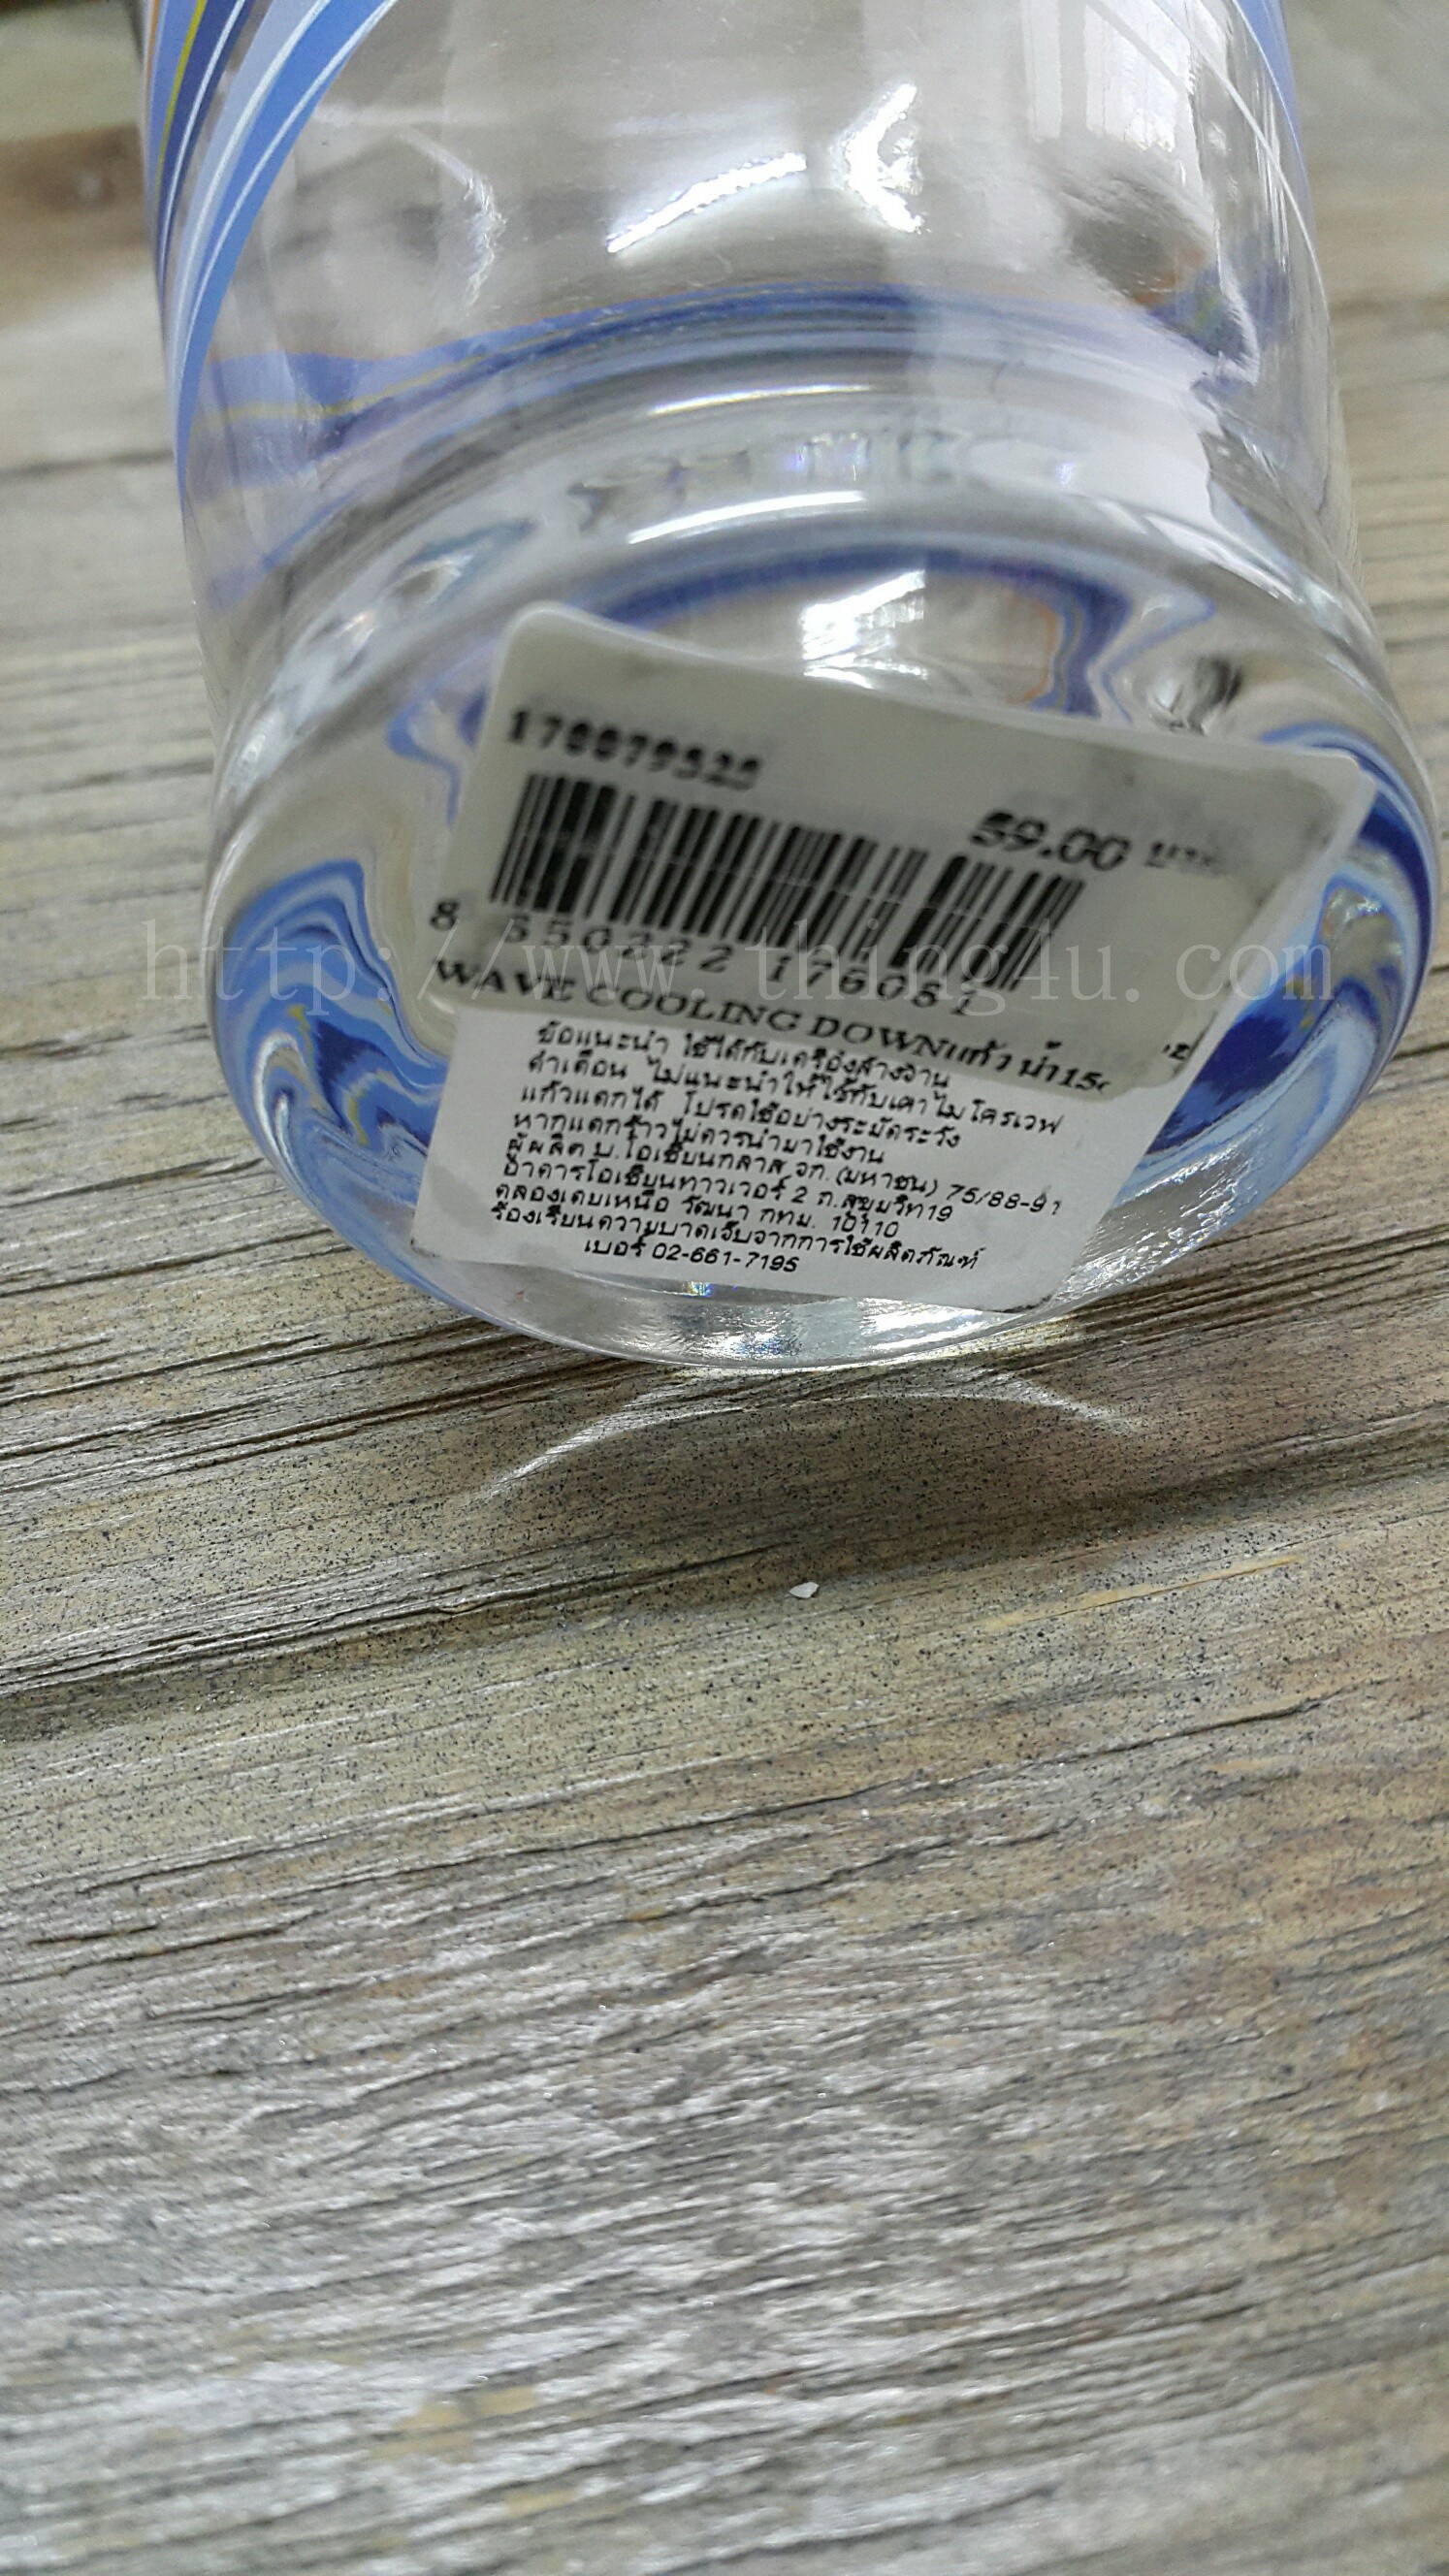 59.00 บาท
WAVE COOLING DOWNแก้ว น้ำ15
http://www.thing4u.com
ข้อแนะนำ ใช้ได้กับเครื่องล้างจาน
คำเตือน ไม่แนะนำให้ใช้กับเตาไมโครเวฟ
แก้วแตกได้ โปรดใช้อย่างระมัดระวัง
หากแตกร้าวไม่ควรนำมาใช้งาน
ผู้ผลิต บ.โอเชียนกลาส จก.(มหาชน) 75/88-91
อาคารโอเชียนทาวเวอร์ 2 ถ.สุขุมวิท19
คลองเตยเหนือ วัฒนา กทม. 10110
ร้องเรียนความบาดเจ็บจากการใช้ผลิตภัณฑ์
เบอร์ 02-661-7195